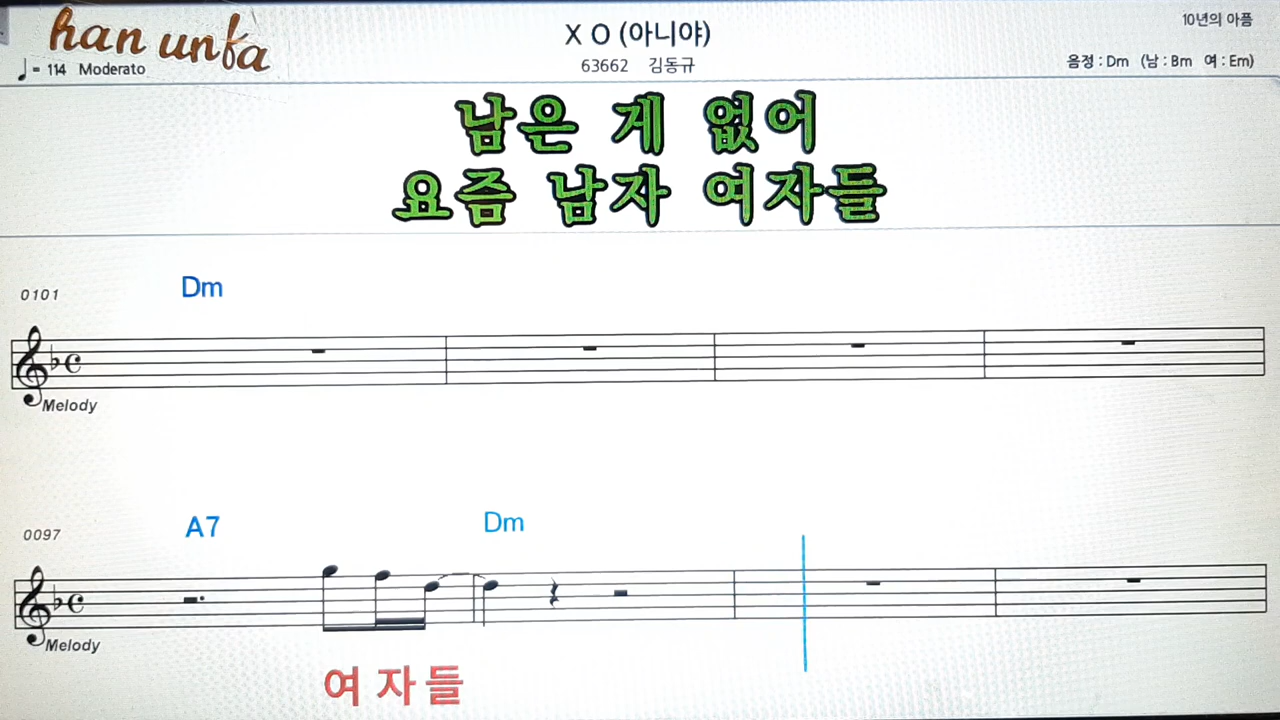 han unfa
X O (아니야)
10년의 아픔
♩= 114 Moderato
63662 김동규
음정 : Dm (남 : Bm 여 : Em)
남은 게 없어
요즘 남자 여자들
0101
Dm
Melody
0097
A7 Dm
Melody
여 자 들